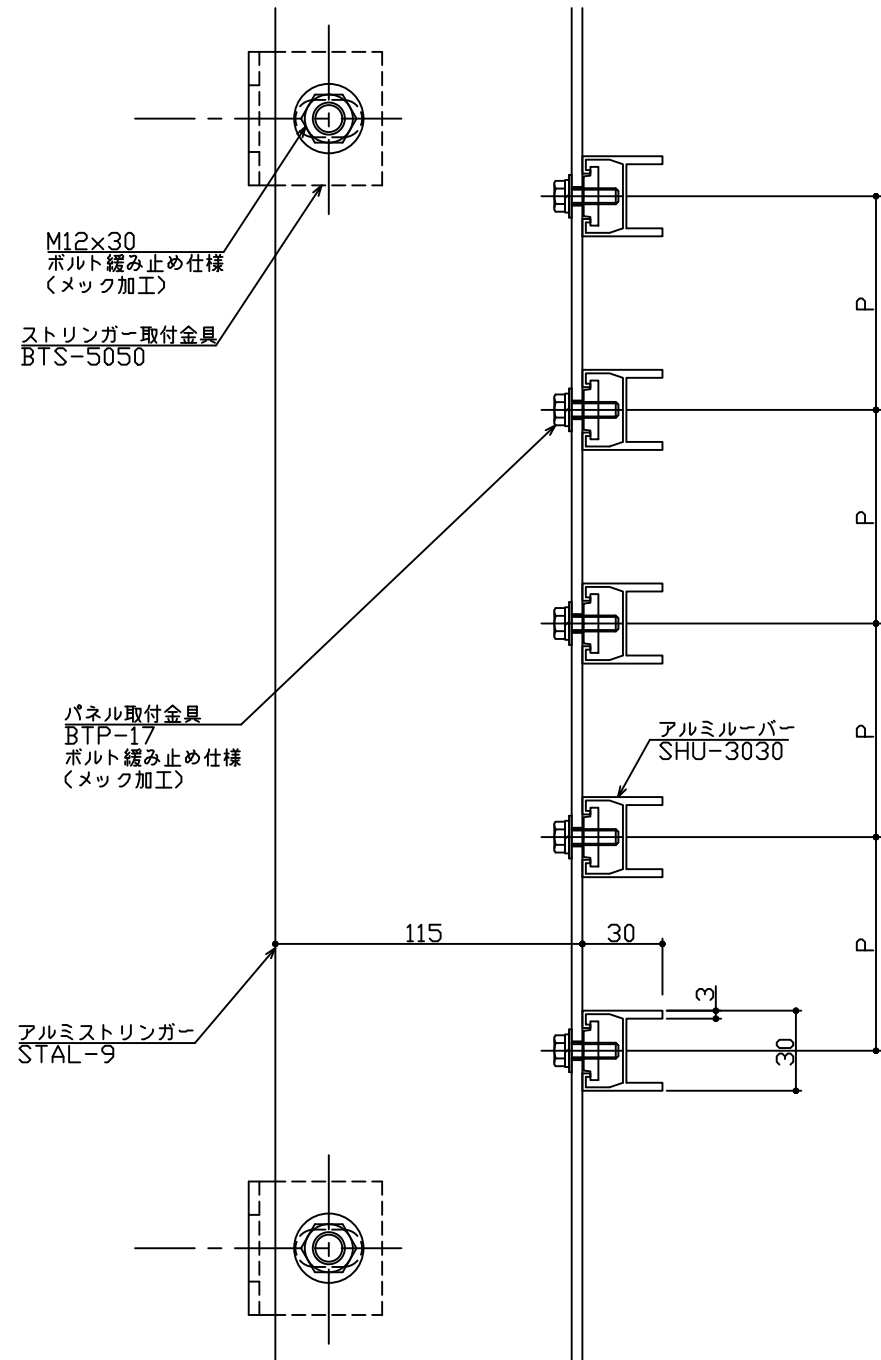 M12x30
ボルト緩み止め仕様
(メック加工)
ストリンガー取付金具
BTS-5050
P
P
パネル取付金具
BTP-17
ボルト緩み止め仕様
(メック加工)
アルミルーバー
SHU-3030
P
115
30
P
3
アルミストリンガー
STAL-9
30